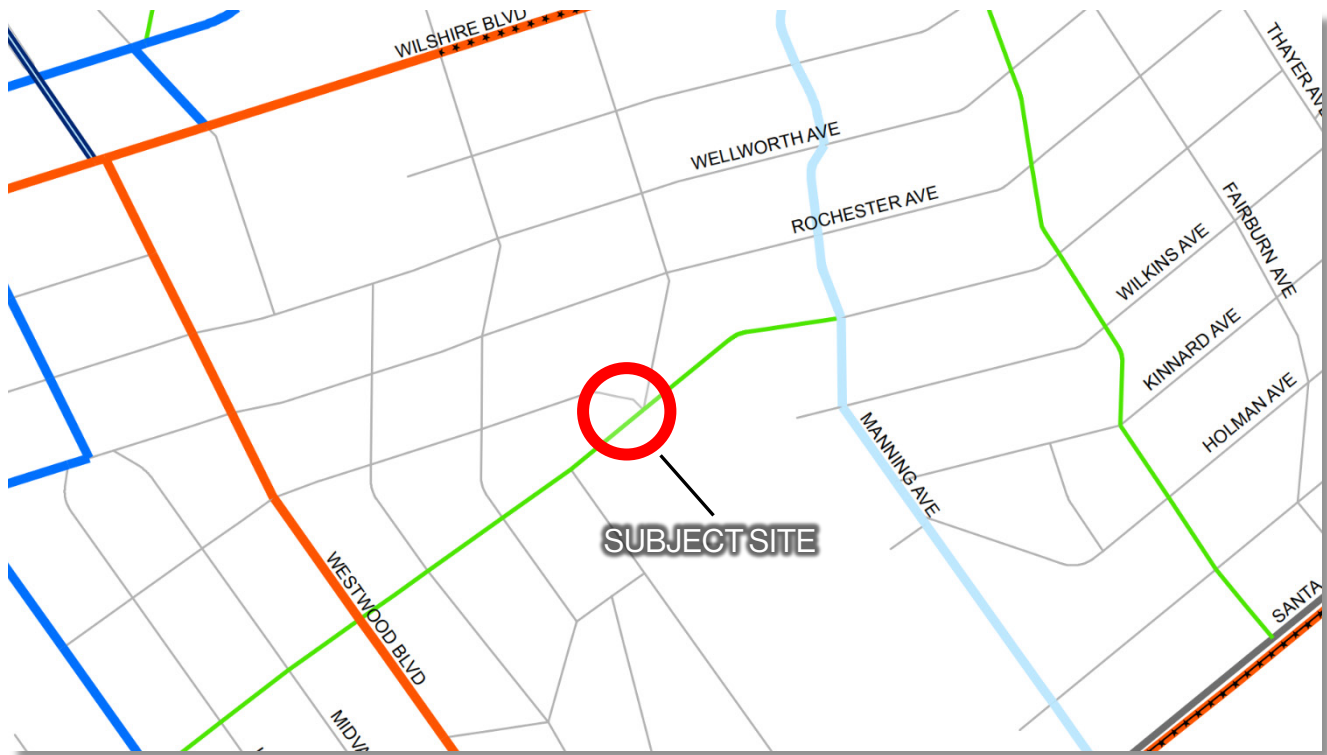 WILSHIRE BLVD
THAYER AVE
WELLWORTH AVE
ROCHESTER AVE
FAIRBURN AVE
WILKINS AVE
KINNARD AVE
HOLMAN AVE
MANNING AVE
SUBJECT SITE
WESTWOOD BLVD
SANTA
MIDVA